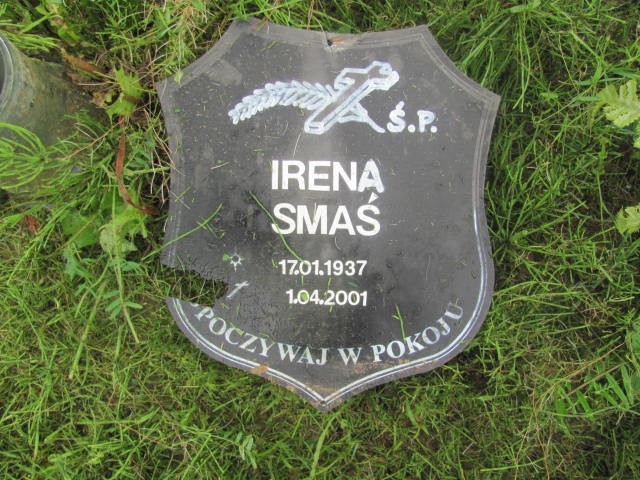 Ś.P.
IRENA
SMAŚ
17.01.1937
1.04.2001
POCZYWAJ W POKOJU